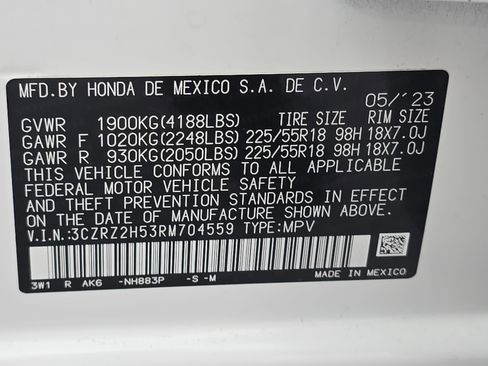 MFD.BY HONDA DE MEXICO S.A. DE C.V.
05/'23
GVWR 1900KG(4188LBS) TIRE SIZE RIM SIZE
GAWR F 1020KG(2248LBS) 225/55R18 98H 18X7.0J
GAWR R 930KG(2050LBS) 225/55R18 98H 18X7.0J
THIS VEHICLE CONFORMS TO ALL APPLICABLE
FEDERAL MOTOR VEHICLE SAFETY
AND THEFT PREVENTION STANDARDS IN EFFECT
ON THE DATE OF MANUFACTURE SHOWN ABOVE.
V.I.N.:3CZRZ2H53RM704559 TYPE:MPV
3W1 R AK6 -NH883P -S -M MADE IN MEXICO